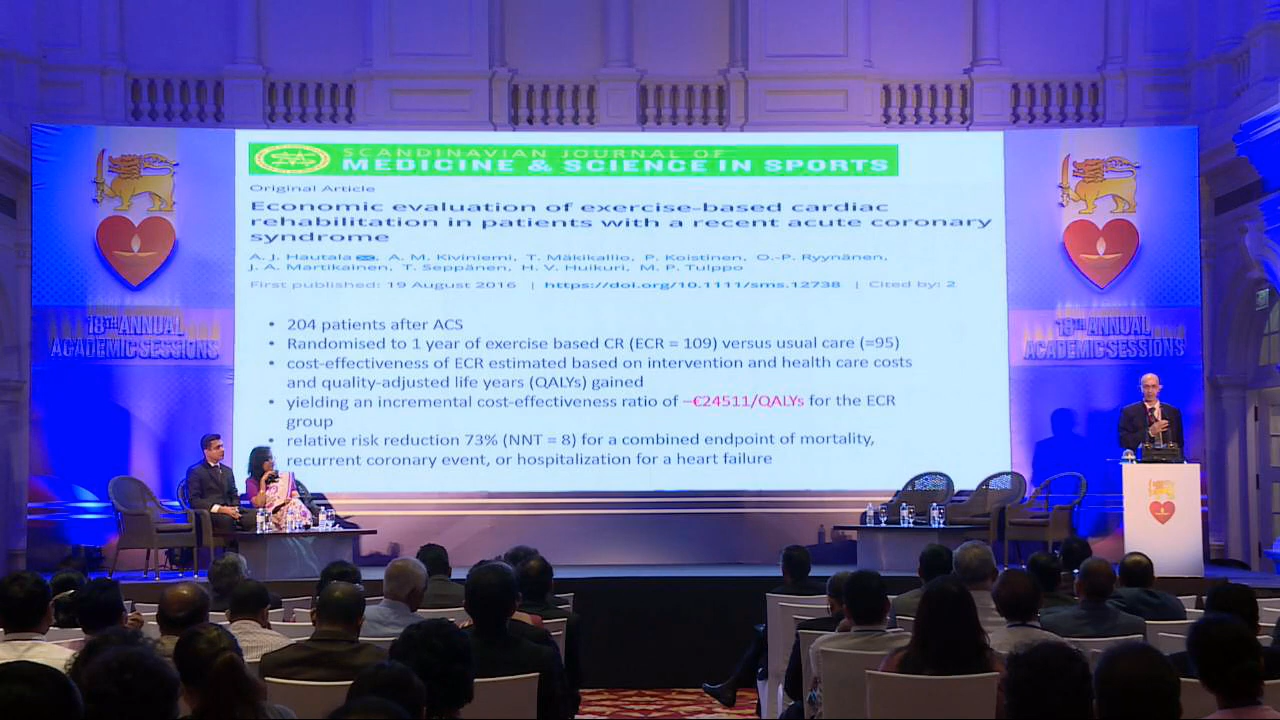 SCANDINAVIAN JOURNAL OF
MEDICINE & SCIENCE IN SPORTS
Original Article
Economic evaluation of exercise-based cardiac
rehabilitation in patients with a recent acute coronary
syndrome
A. J. Hautala, A. M. Kiviniemi, T. Mäkikallio, P. Koistinen, O.-P. Ryynänen,
J. A. Martikainen, T. Seppänen, H. V. Huikuri, M. P. Tulppo
First published: 19 August 2016 | https://doi.org/10.1111/sms.12738 | Cited by: 2
• 204 patients after ACS
• Randomised to 1 year of exercise based CR (ECR = 109) versus usual care (=95)
• cost-effectiveness of ECR estimated based on intervention and health care costs
and quality-adjusted life years (QALYs) gained
• yielding an incremental cost-effectiveness ratio of –€24511/QALYs for the ECR
group
• relative risk reduction 73% (NNT = 8) for a combined endpoint of mortality,
recurrent coronary event, or hospitalization for a heart failure
18TH ANNUAL
ACADEMIC SESSIONS
18TH ANNUAL
ACADEMIC SESSIONS